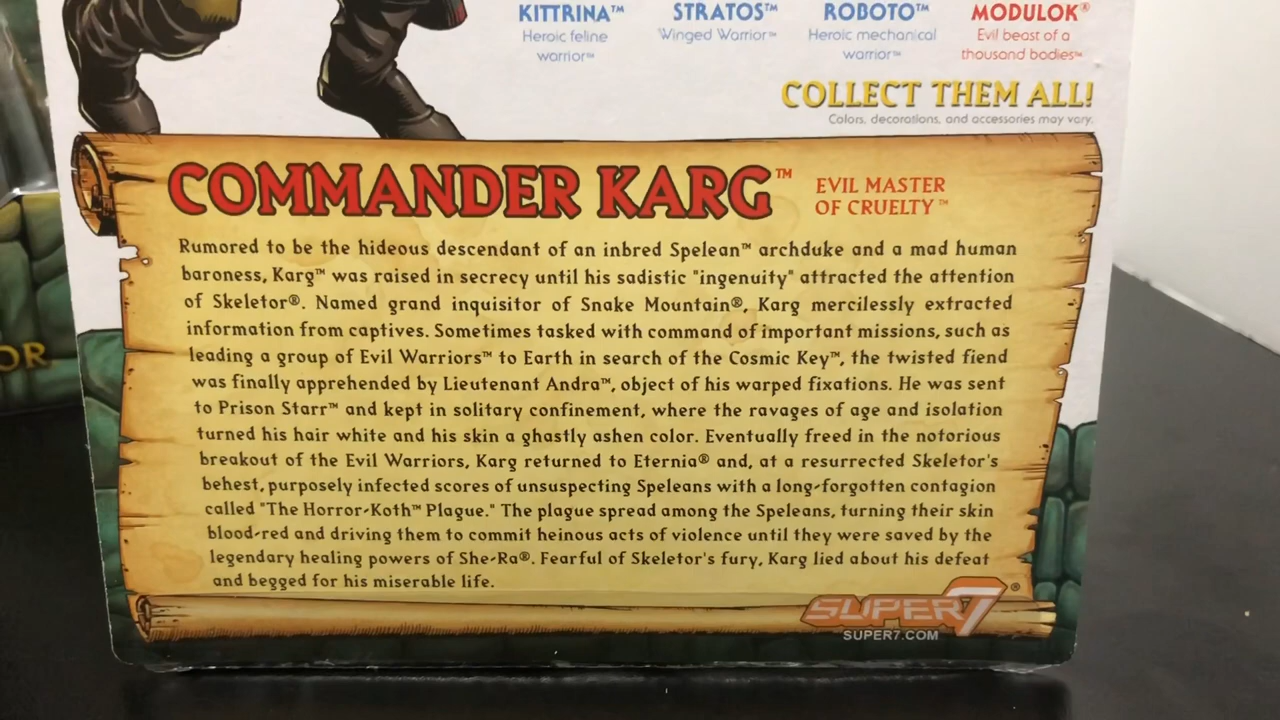 KITTRINA™ STRATOS™ ROBOTO™ MODULOK®
Heroic feline warrior™ Winged Warrior™ Heroic mechanical warrior™ Evil beast of a thousand bodies™
COLLECT THEM ALL!
Colors, decorations, and accessories may vary.
COMMANDER KARG™
EVIL MASTER
OF CRUELTY™
Rumored to be the hideous descendant of an inbred Spelean™ archduke and a mad human
baroness, Karg™ was raised in secrecy until his sadistic "ingenuity" attracted the attention
of Skeletor®. Named grand inquisitor of Snake Mountain®, Karg mercilessly extracted
information from captives. Sometimes tasked with command of important missions, such as
leading a group of Evil Warriors™ to Earth in search of the Cosmic Key™, the twisted fiend
was finally apprehended by Lieutenant Andra™, object of his warped fixations. He was sent
to Prison Starr™ and kept in solitary confinement, where the ravages of age and isolation
turned his hair white and his skin a ghastly ashen color. Eventually freed in the notorious
breakout of the Evil Warriors, Karg returned to Eternia® and, at a resurrected Skeletor's
behest, purposely infected scores of unsuspecting Speleans with a long-forgotten contagion
called "The Horror-Koth™ Plague." The plague spread among the Speleans, turning their skin
blood-red and driving them to commit heinous acts of violence until they were saved by the
legendary healing powers of She-Ra®. Fearful of Skeletor's fury, Karg lied about his defeat
and begged for his miserable life.
SUPER7®
SUPER7.COM
OR